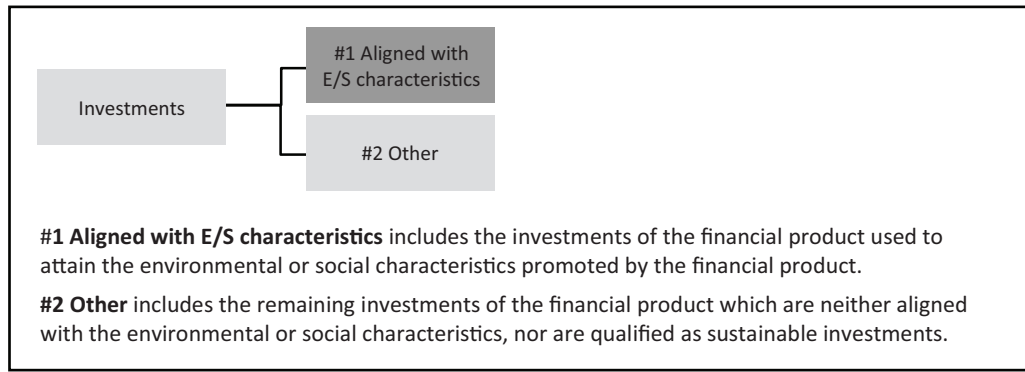 #1 Aligned with
E/S characteristics
Investments
#2 Other
#1 Aligned with E/S characteristics includes the investments of the financial product used to
attain the environmental or social characteristics promoted by the financial product.
#2 Other includes the remaining investments of the financial product which are neither aligned
with the environmental or social characteristics, nor are qualified as sustainable investments.